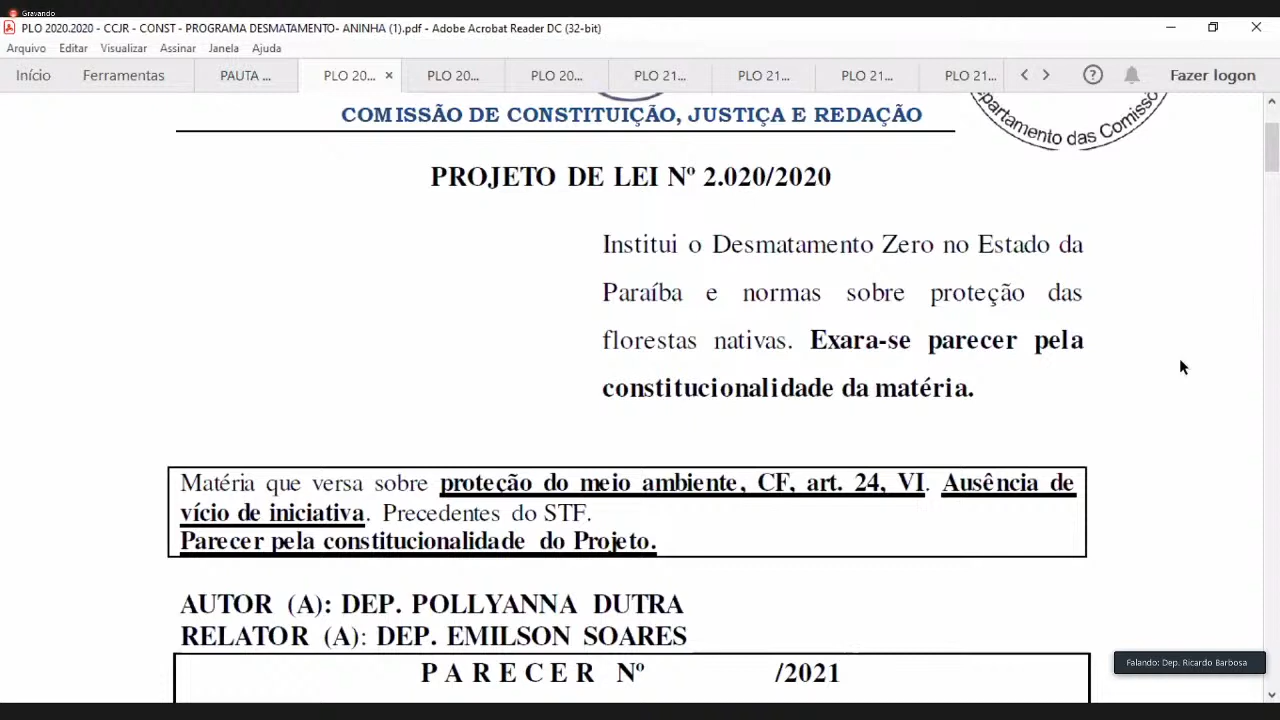 Gravando
PLO 2020.2020 - CCJR - CONST - PROGRAMA DESMATAMENTO- ANINHA (1).pdf - Adobe Acrobat Reader DC (32-bit)
Arquivo Editar Visualizar Assinar Janela Ajuda
Início Ferramentas PAUTA ... PLO 20... × PLO 20... PLO 20... PLO 21... PLO 21... PLO 21... PLO 21... Fazer logon
COMISSÃO DE CONSTITUIÇÃO, JUSTIÇA E REDAÇÃO
partamento das Comisso
PROJETO DE LEI Nº 2.020/2020
Institui o Desmatamento Zero no Estado da
Paraíba e normas sobre proteção das
florestas nativas. Exara-se parecer pela
constitucionalidade da matéria.
Matéria que versa sobre proteção do meio ambiente, CF, art. 24, VI. Ausência de
vício de iniciativa. Precedentes do STF.
Parecer pela constitucionalidade do Projeto.
AUTOR (A): DEP. POLLYANNA DUTRA
RELATOR (A): DEP. EMILSON SOARES
P A R E C E R Nº /2021
Falando: Dep. Ricardo Barbosa